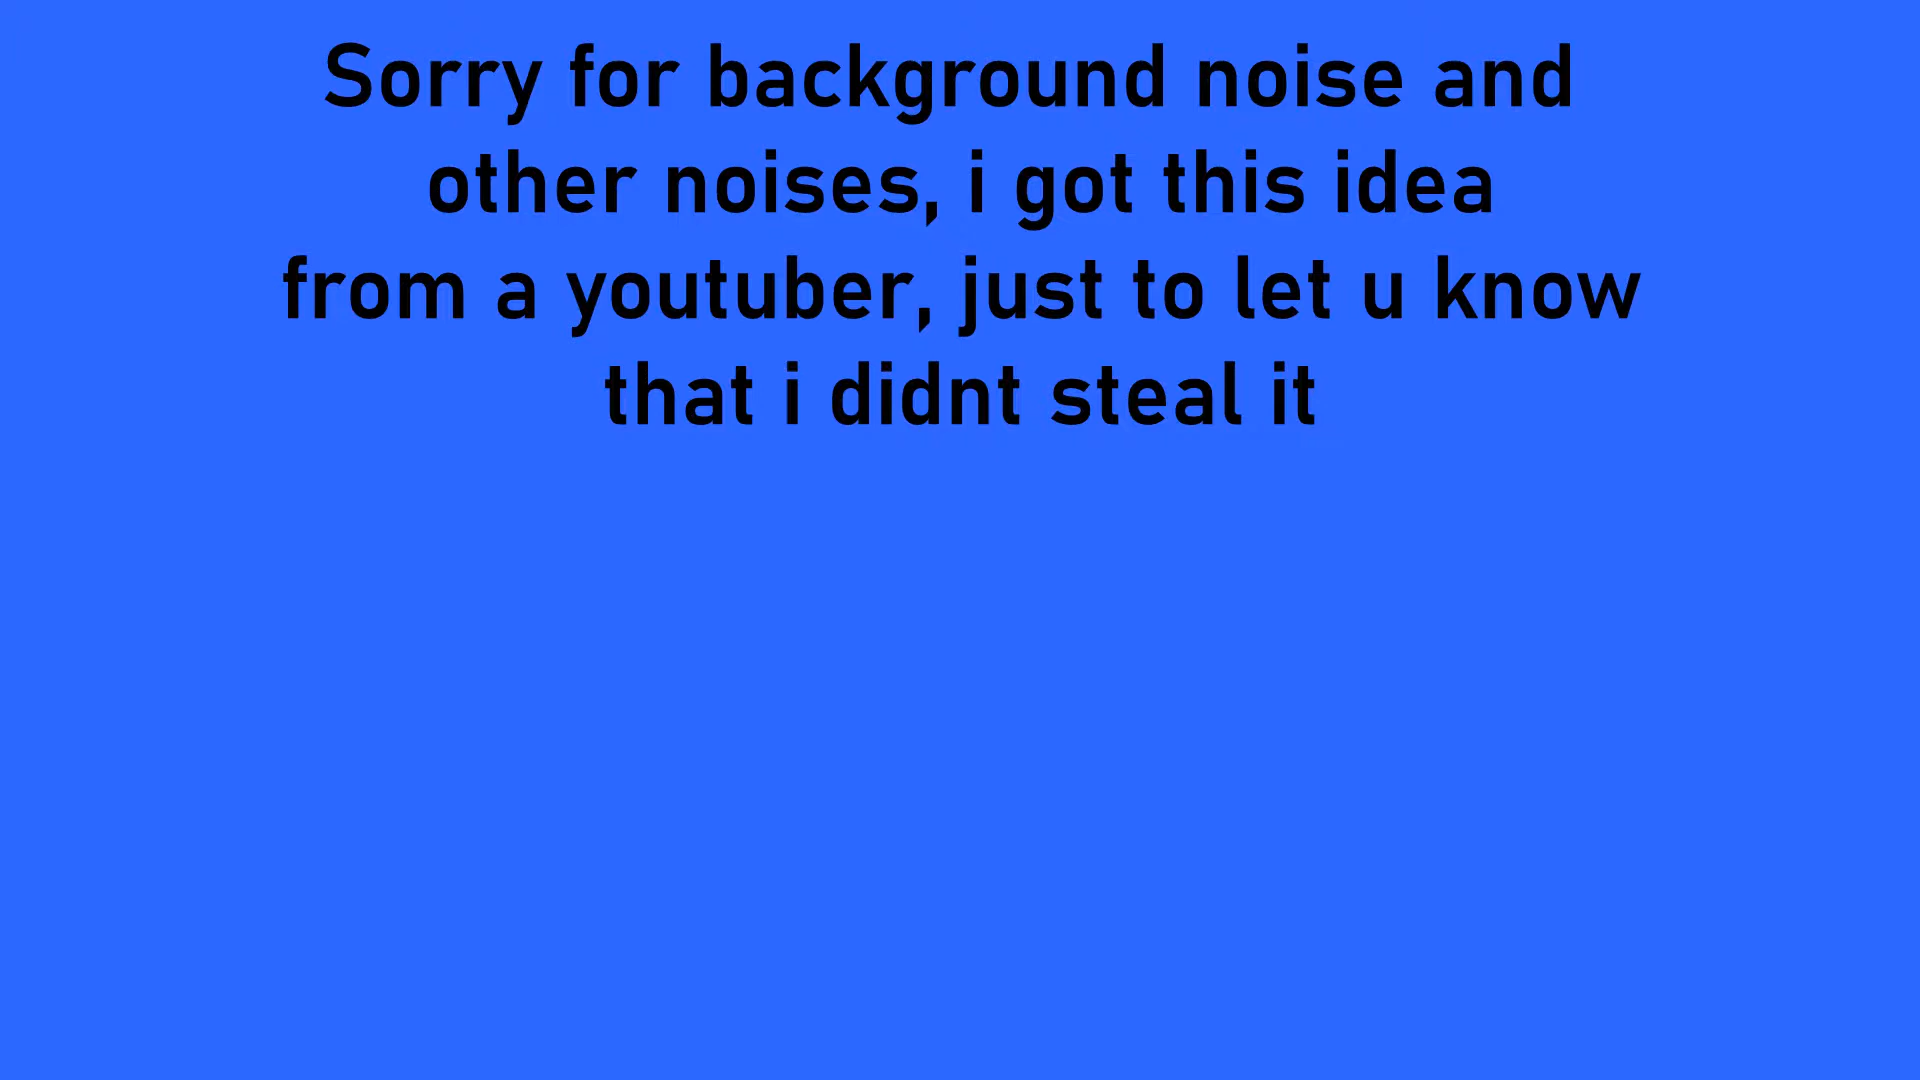 Sorry for background noise and
other noises, i got this idea
from a youtuber, just to let u know
that i didnt steal it